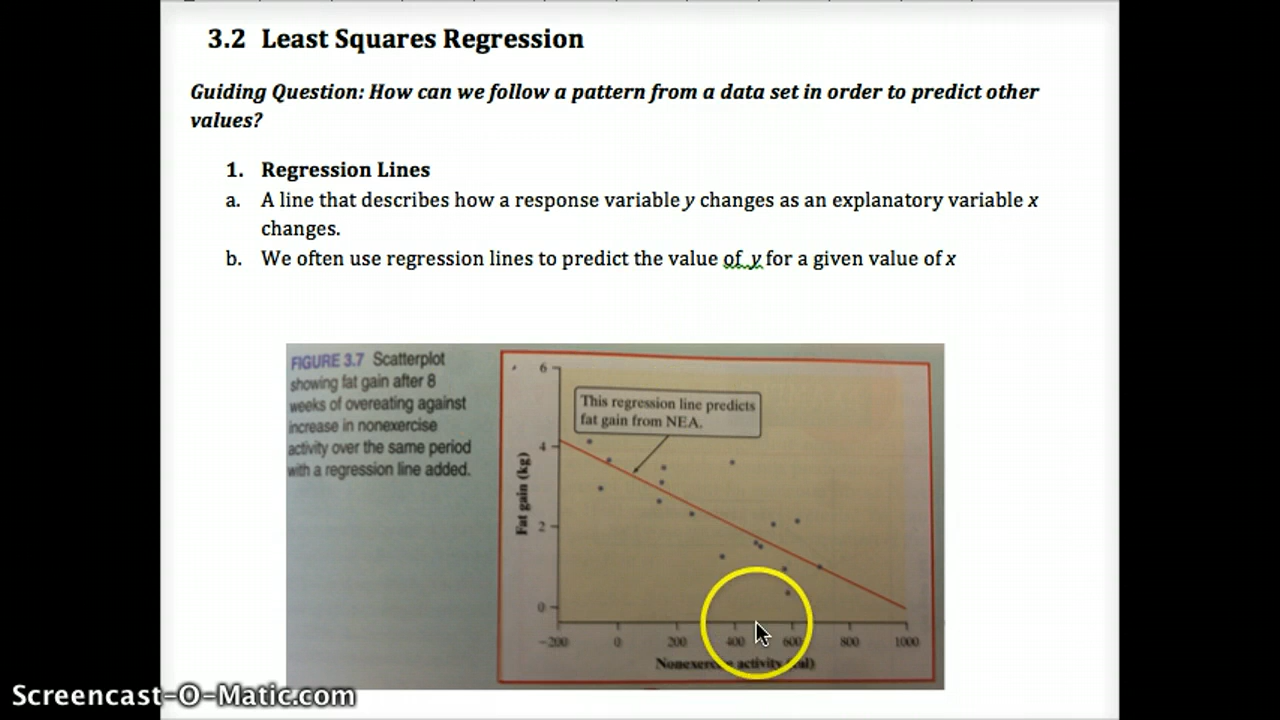 3.2 Least Squares Regression
Guiding Question: How can we follow a pattern from a data set in order to predict other
values?
1. Regression Lines
a. A line that describes how a response variable y changes as an explanatory variable x
changes.
b. We often use regression lines to predict the value of y for a given value of x
FIGURE 3.7 Scatterplot
showing fat gain after 8
weeks of overeating against
increase in nonexercise
activity over the same period
with a regression line added.
This regression line predicts
fat gain from NEA.
Fat gain (kg)
6
4
2
0
-200 0 200 400 600 800 1000
activity
Screencast-O-Matic.com